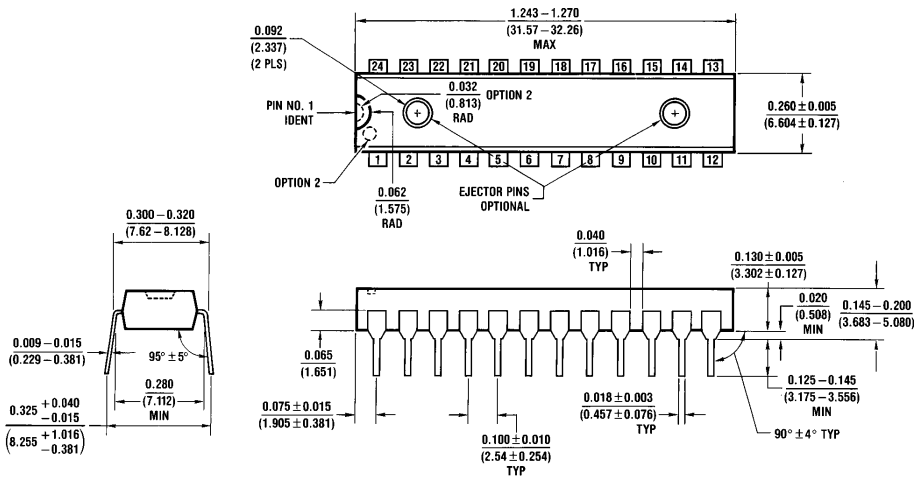 1.243 – 1.270
(31.57 – 32.26)
MAX
0.092
(2.337)
(2 PLS)
24 23 22 21 20 19 18 17 16 15 14 13
0.032
(0.813)
RAD
OPTION 2
PIN NO. 1
IDENT
0.260 ± 0.005
(6.604 ± 0.127)
1 2 3 4 5 6 7 8 9 10 11 12
OPTION 2
0.062
(1.575)
RAD
EJECTOR PINS
OPTIONAL
0.300 – 0.320
(7.62 – 8.128)
0.040
(1.016)
TYP
0.130 ± 0.005
(3.302 ± 0.127)
0.020
(0.508)
MIN
0.145 – 0.200
(3.683 – 5.080)
0.009 – 0.015
(0.229 – 0.381)
95° ± 5°
0.065
(1.651)
0.280
(7.112)
MIN
0.125 – 0.145
(3.175 – 3.556)
MIN
0.325 +0.040
–0.015
(8.255 +1.016
–0.381)
0.075 ± 0.015
(1.905 ± 0.381)
0.018 ± 0.003
(0.457 ± 0.076)
TYP
0.100 ± 0.010
(2.54 ± 0.254)
TYP
90° ± 4° TYP